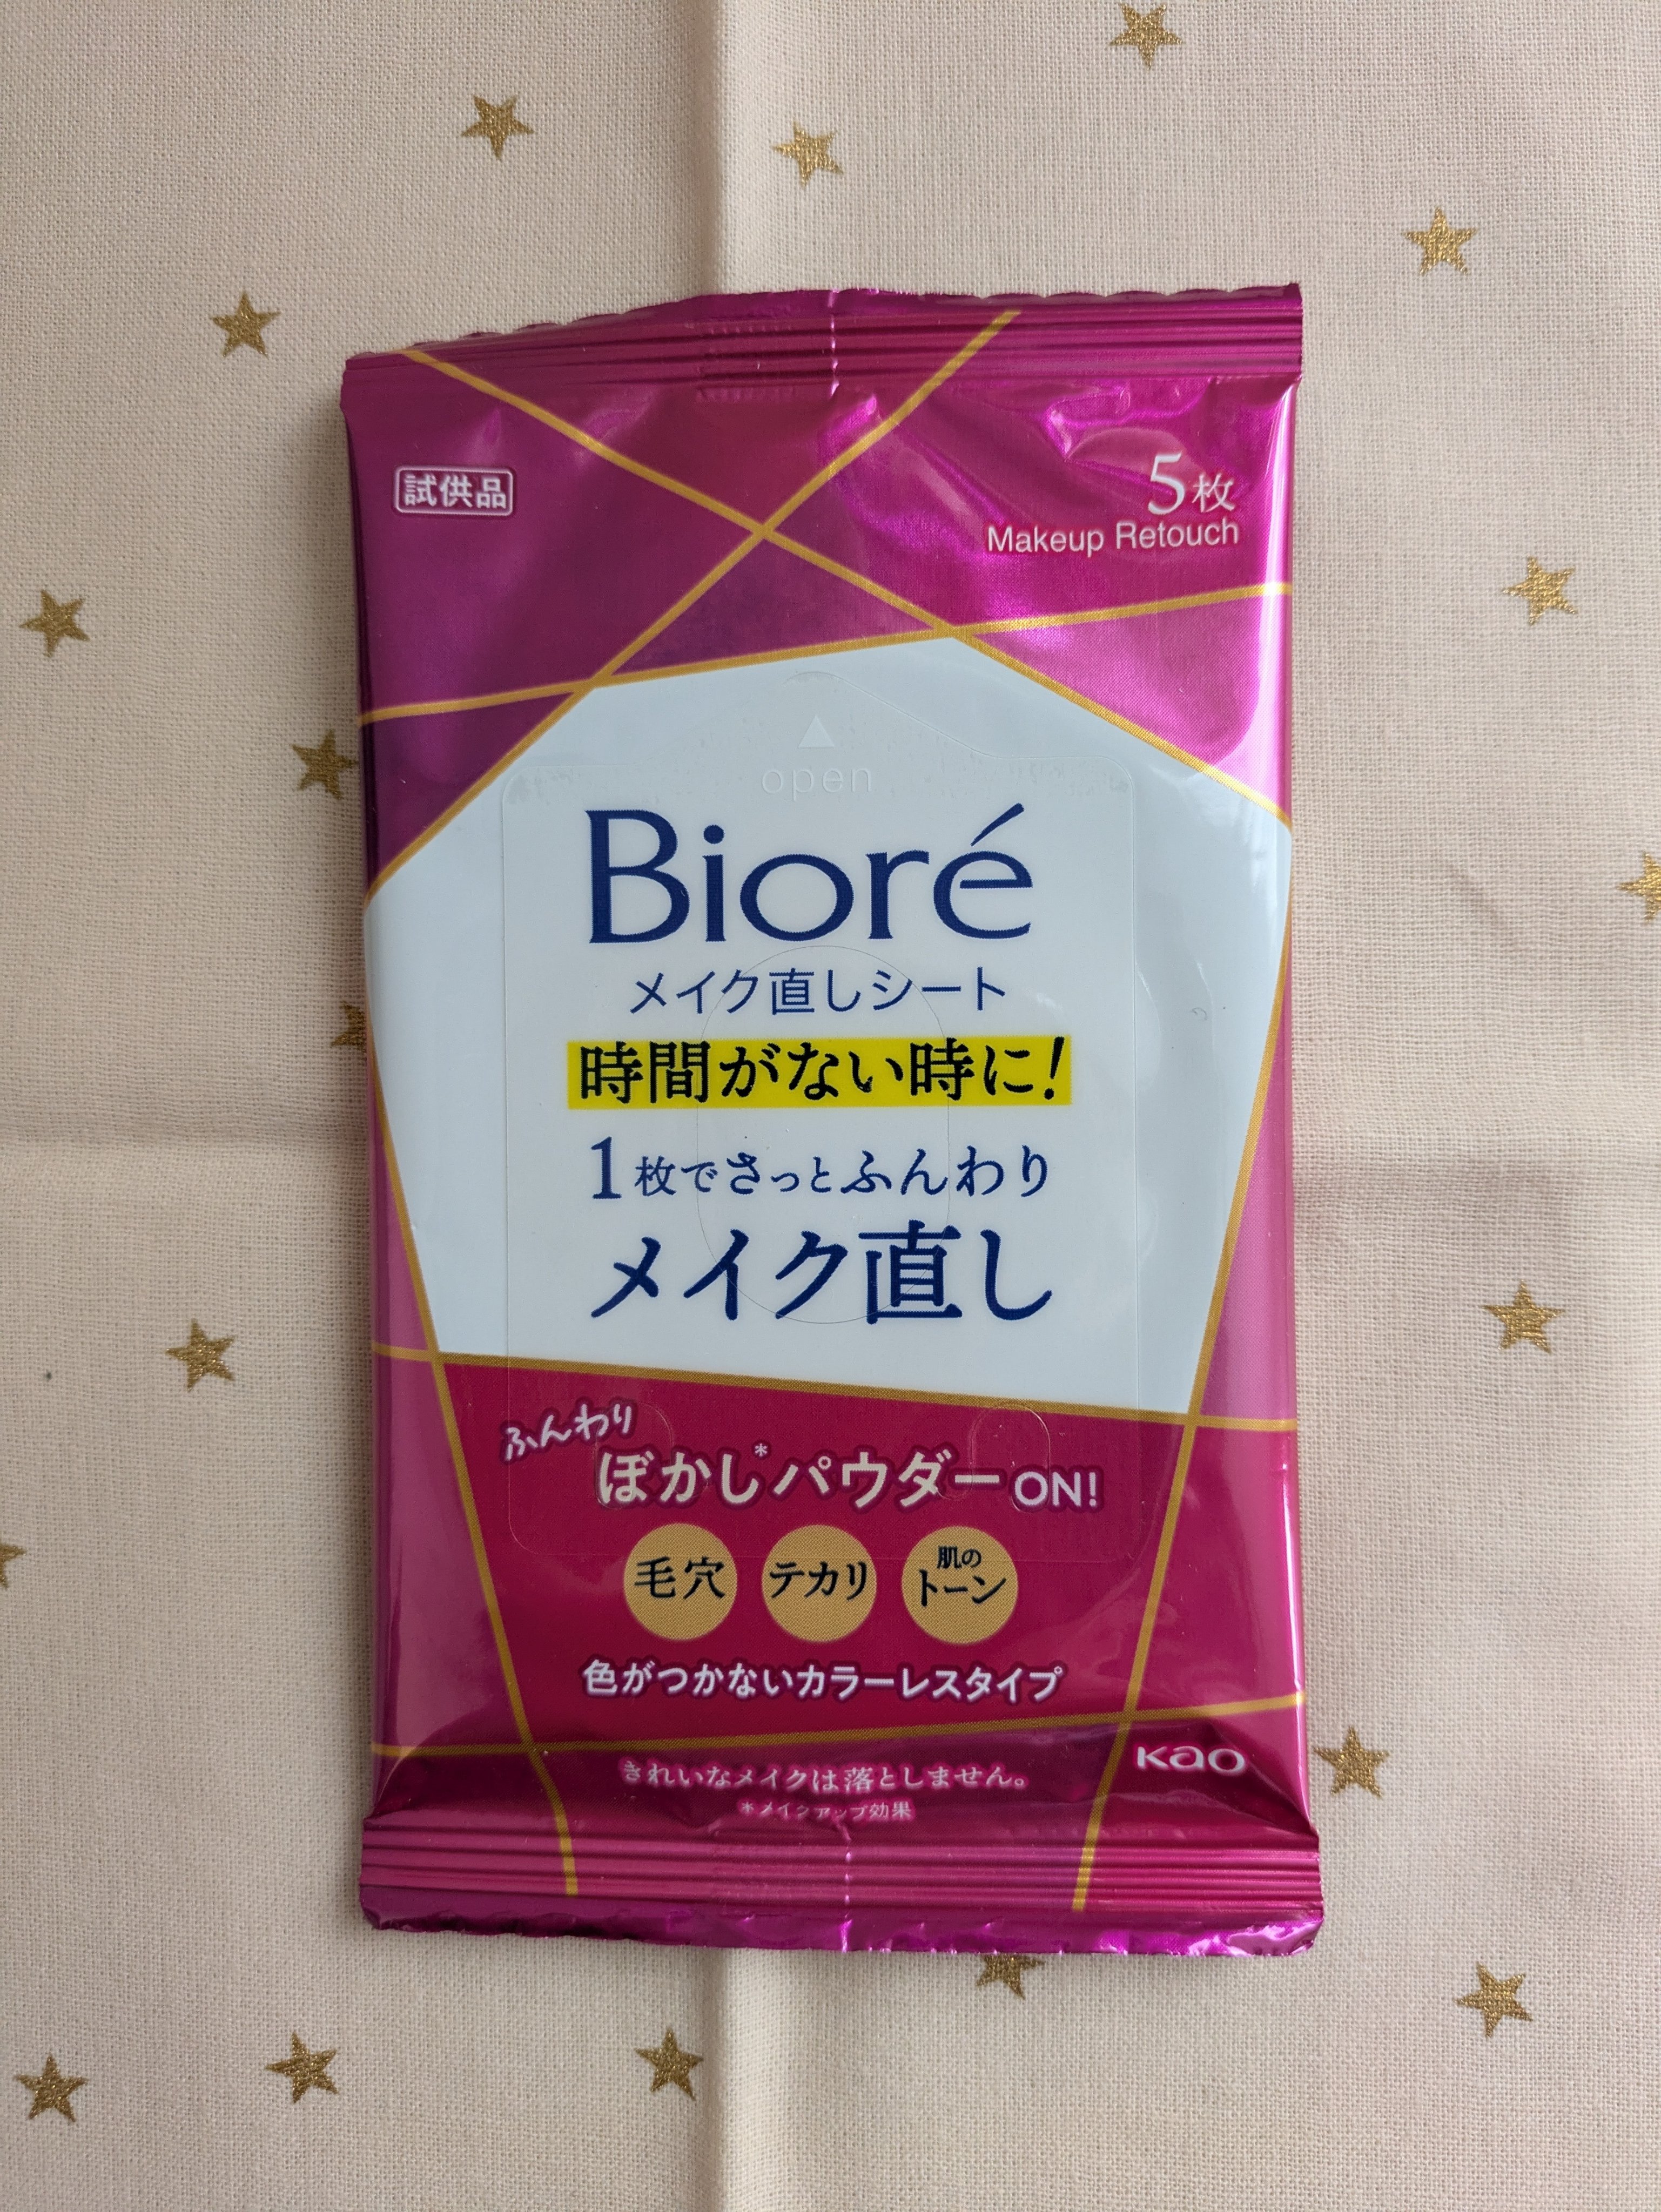 試供品
5枚
Makeup Retouch
open
Bioré
メイク直しシート
時間がない時に!
1枚でさっとふんわり
メイク直し
ふんわり
ぼかし*パウダーON!
毛穴
テカリ
肌の
トーン
色がつかないカラーレスタイプ
Kao
きれいなメイクは落としません。
*メイクアップ効果